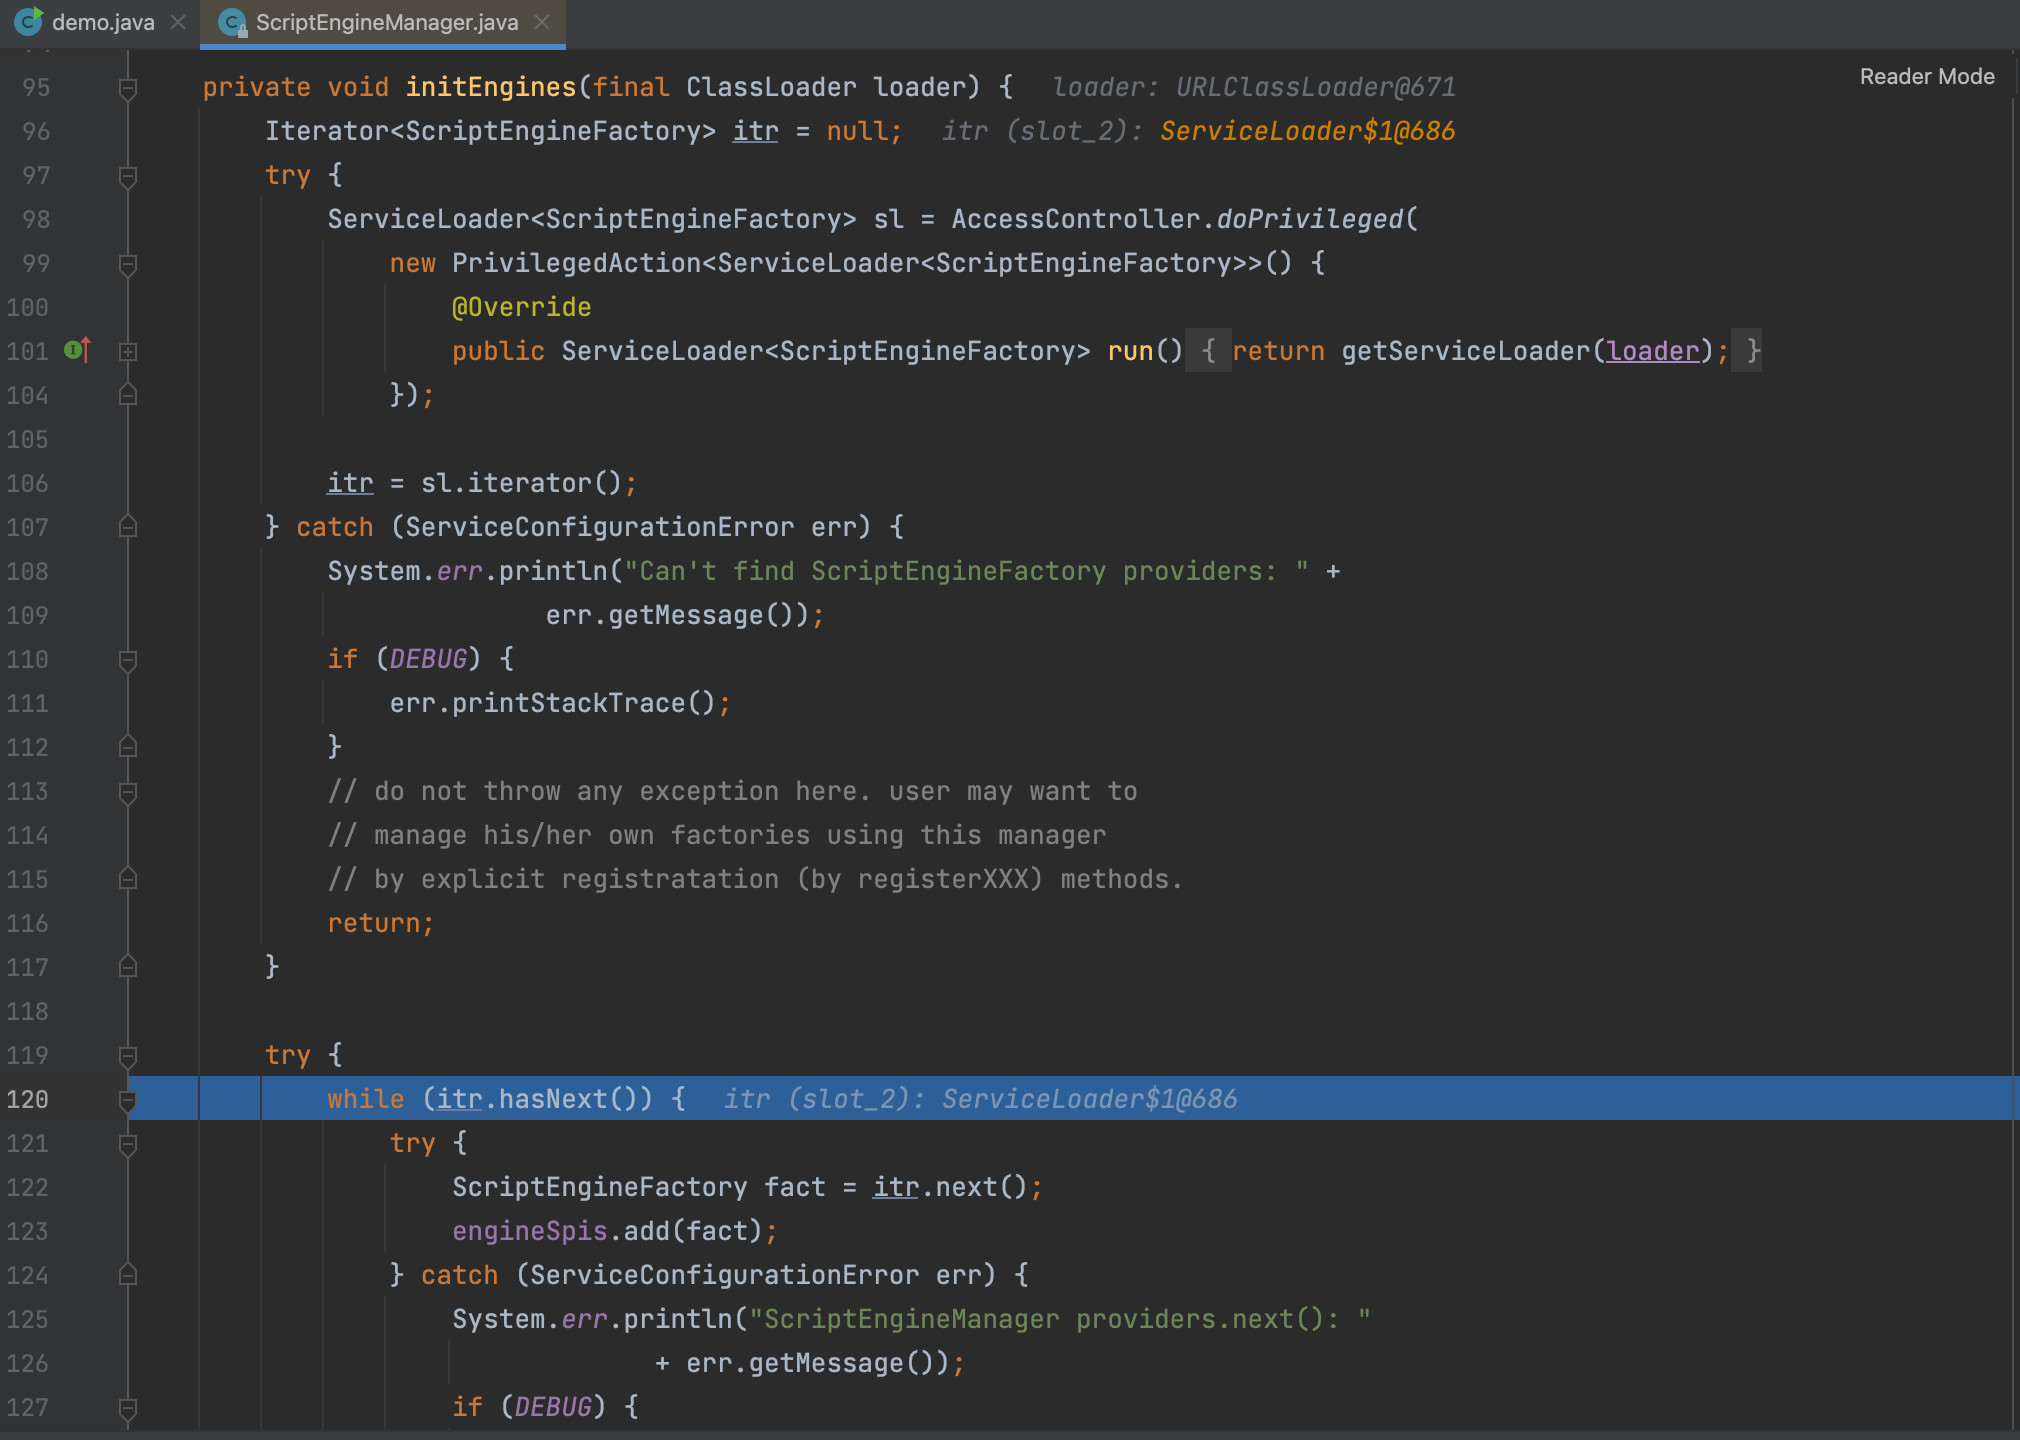 demo.java ScriptEngineManager.java
95 private void initEngines(final ClassLoader loader) { loader: URLClassLoader@671 Reader Mode
96 Iterator<ScriptEngineFactory> itr = null; itr (slot_2): ServiceLoader$1@686
97 try {
98 ServiceLoader<ScriptEngineFactory> sl = AccessController.doPrivileged(
99 new PrivilegedAction<ServiceLoader<ScriptEngineFactory>>() {
100 @Override
101 public ServiceLoader<ScriptEngineFactory> run() { return getServiceLoader(loader); }
104 });
105
106 itr = sl.iterator();
107 } catch (ServiceConfigurationError err) {
108 System.err.println("Can't find ScriptEngineFactory providers: " +
109 err.getMessage());
110 if (DEBUG) {
111 err.printStackTrace();
112 }
113 // do not throw any exception here. user may want to
114 // manage his/her own factories using this manager
115 // by explicit registratation (by registerXXX) methods.
116 return;
117 }
118
119 try {
120 while (itr.hasNext()) { itr (slot_2): ServiceLoader$1@686
121 try {
122 ScriptEngineFactory fact = itr.next();
123 engineSpis.add(fact);
124 } catch (ServiceConfigurationError err) {
125 System.err.println("ScriptEngineManager providers.next(): "
126 + err.getMessage());
127 if (DEBUG) {